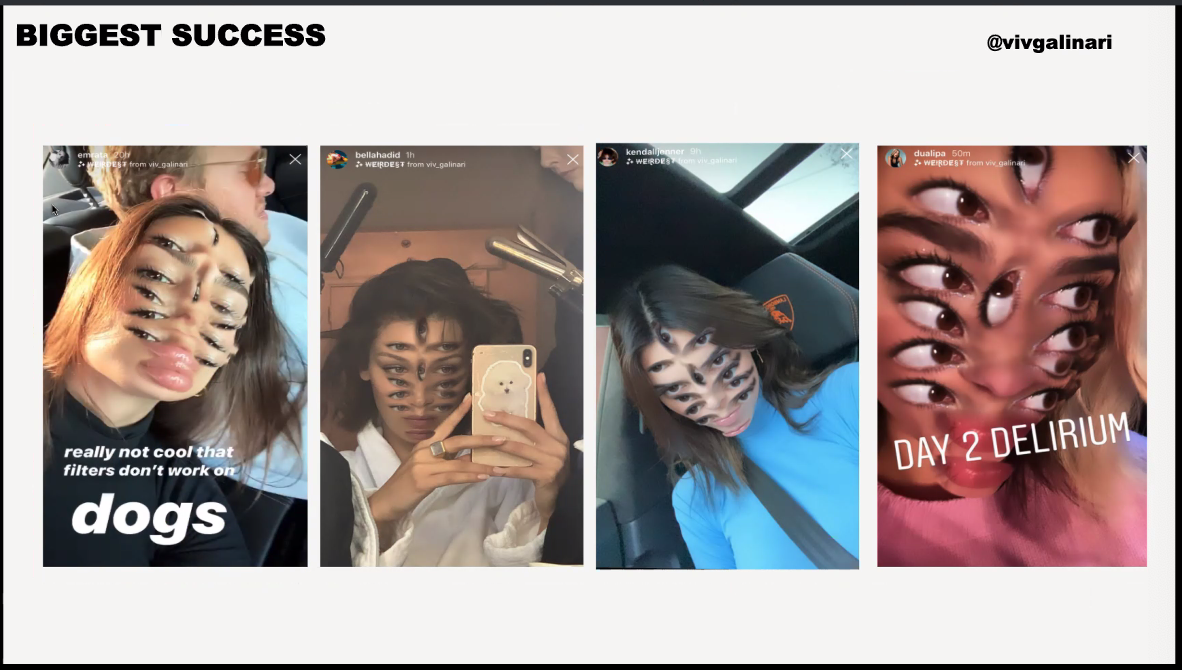 BIGGEST SUCCESS
@vivgalinari
emrata 20h
WEIRDEST from viv_galinari
really not cool that
filters don't work on
dogs
bellahadid 1h
WEIRDEST from viv_galinari
kendalljenner 9h
WEIRDEST from viv_galinari
dualipa 50m
WEIRDEST from viv_galinari
DAY 2 DELIRIUM